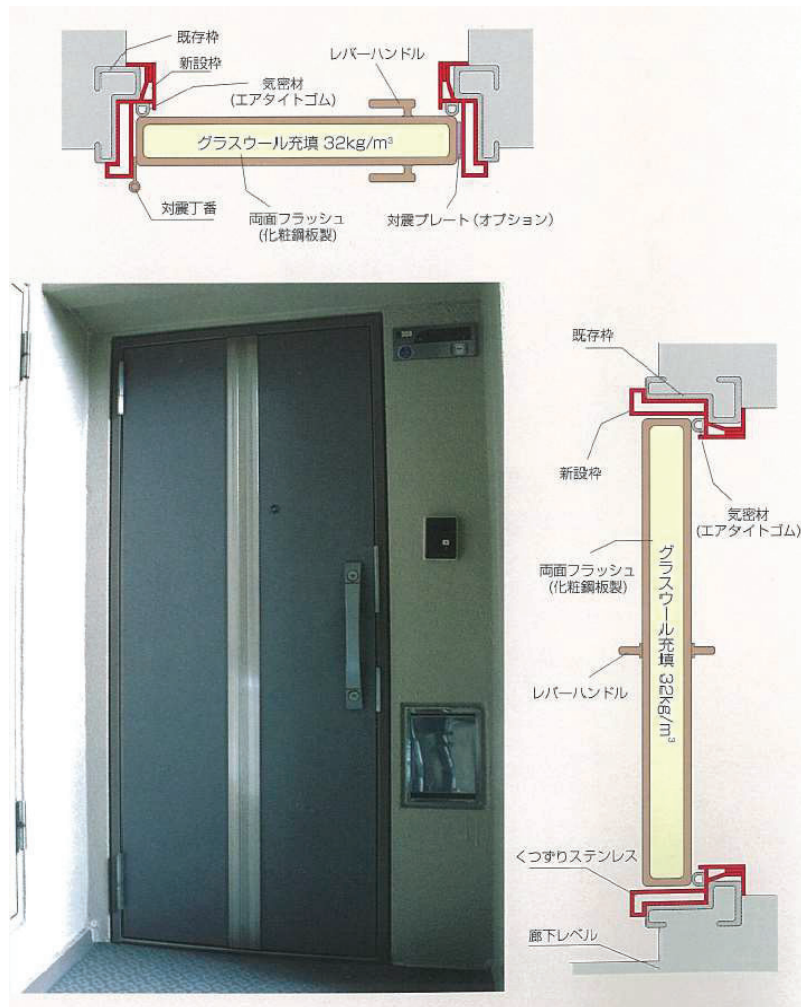 既存枠
新設枠
気密材
(エアタイトゴム)
レバーハンドル
グラスウール充填 32kg/m³
対震丁番
両面フラッシュ
(化粧鋼板製)
対震プレート(オプション)
既存枠
新設枠
気密材
(エアタイトゴム)
両面フラッシュ
(化粧鋼板製)
グラスウール充填 32kg/m³
レバーハンドル
くつずりステンレス
廊下レベル